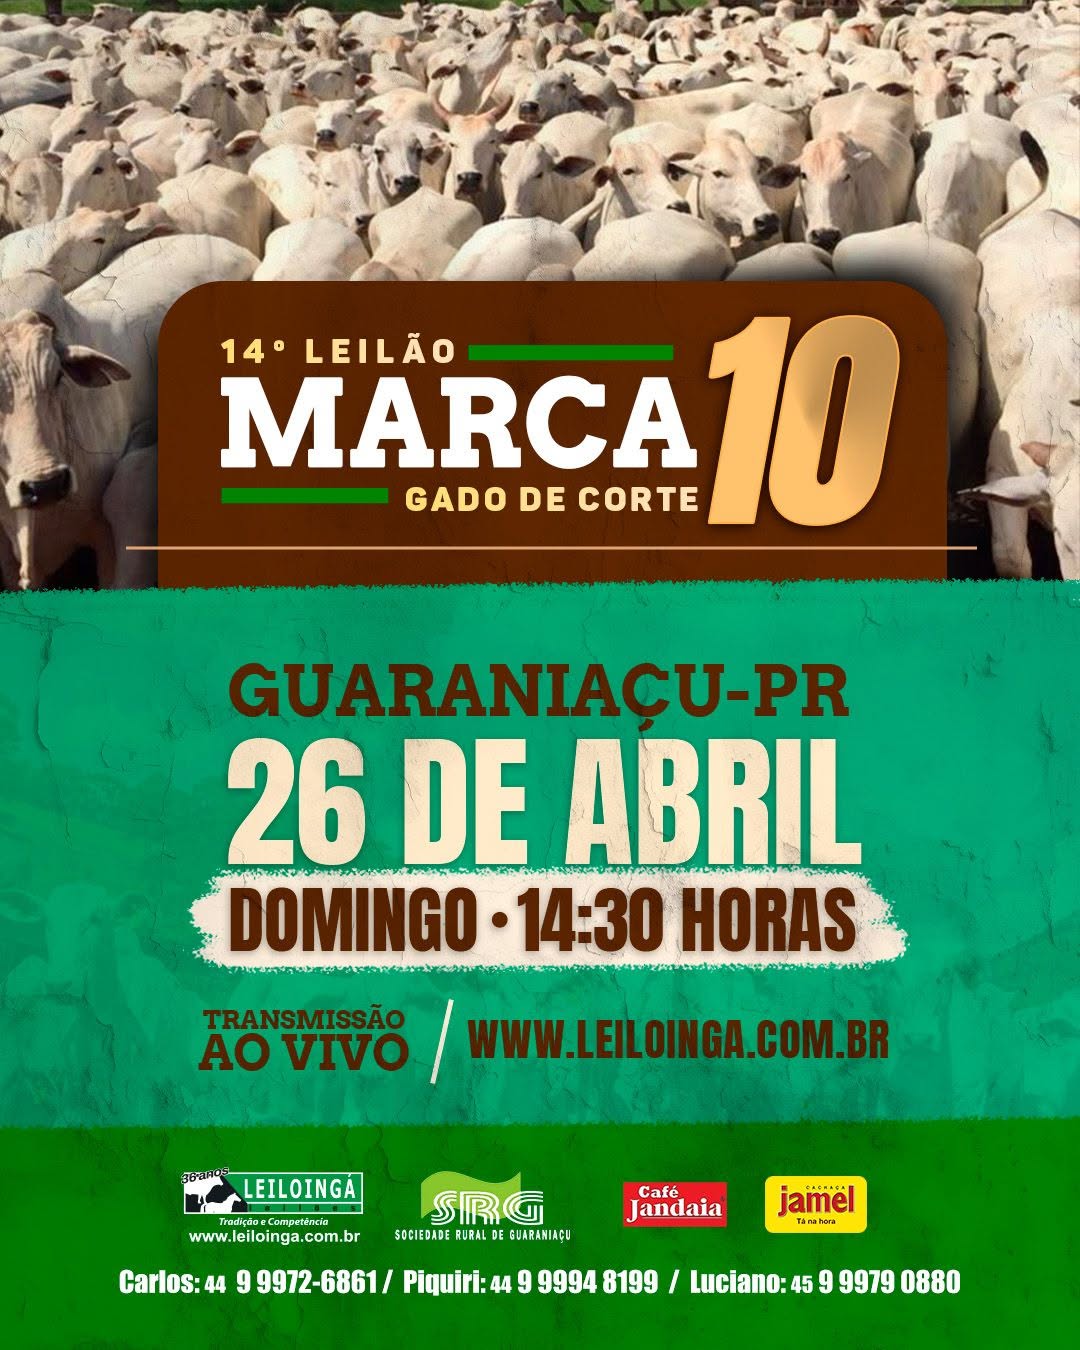 14º LEILÃO
MARCA 10
GADO DE CORTE
GUARANIAÇU-PR
26 DE ABRIL
DOMINGO • 14:30 HORAS
TRANSMISSÃO
AO VIVO / WWW.LEILOINGA.COM.BR
36 anos
LEILOINGÁ
leilões
Tradição e Competência
www.leiloinga.com.br
SRG
SOCIEDADE RURAL DE GUARANIAÇU
Café
Jandaia
CACHAÇA
jamel
Tá na hora
Carlos: 44 9 9972-6861 / Piquiri: 44 9 9994 8199 / Luciano: 45 9 9979 0880